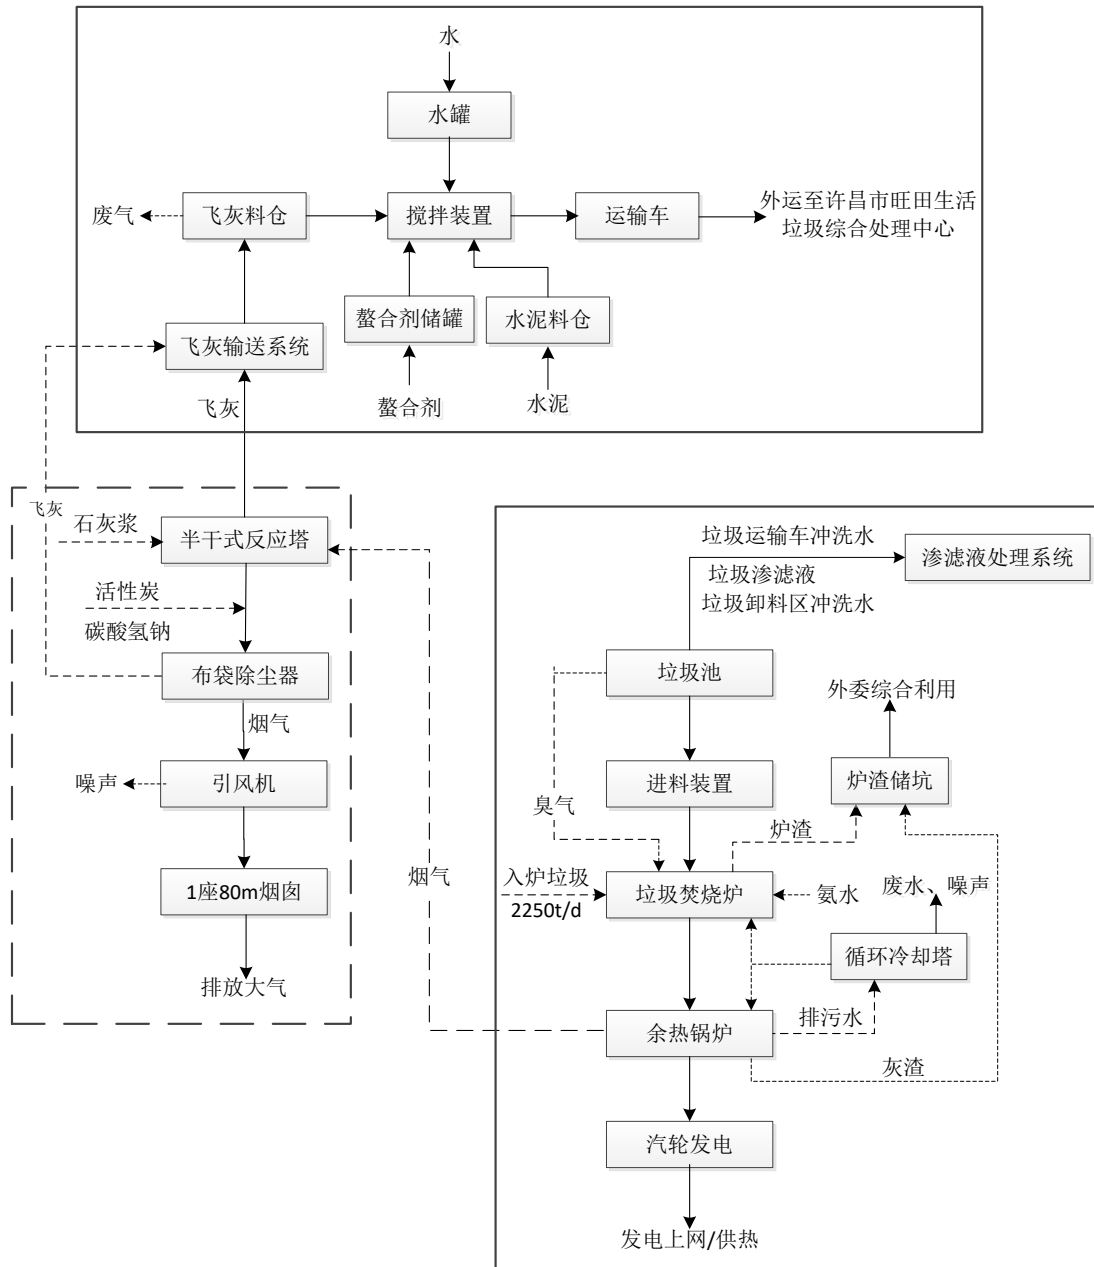 水
水罐
废气
飞灰料仓
搅拌装置
运输车
外运至许昌市旺田生活
垃圾综合处理中心
螯合剂储罐
水泥料仓
飞灰输送系统
螯合剂
水泥
飞灰
飞灰
石灰浆
半干式反应塔
活性炭
碳酸氢钠
布袋除尘器
烟气
噪声
引风机
1座80m烟囱
排放大气
烟气
垃圾运输车冲洗水
渗滤液处理系统
垃圾渗滤液
垃圾卸料区冲洗水
垃圾池
外委综合利用
进料装置
炉渣储坑
臭气
炉渣
入炉垃圾
2250t/d
垃圾焚烧炉
氨水
废水、噪声
循环冷却塔
余热锅炉
排污水
灰渣
汽轮发电
发电上网/供热